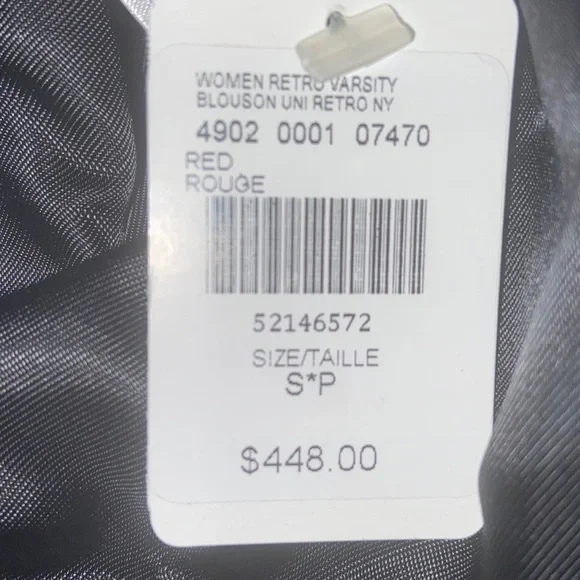 WOMEN RETRO VARSITY
BLOUSON UNI RETRO NY
4902 0001 07470
RED
ROUGE
52146572
SIZE/TAILLE
S*P
$448.00